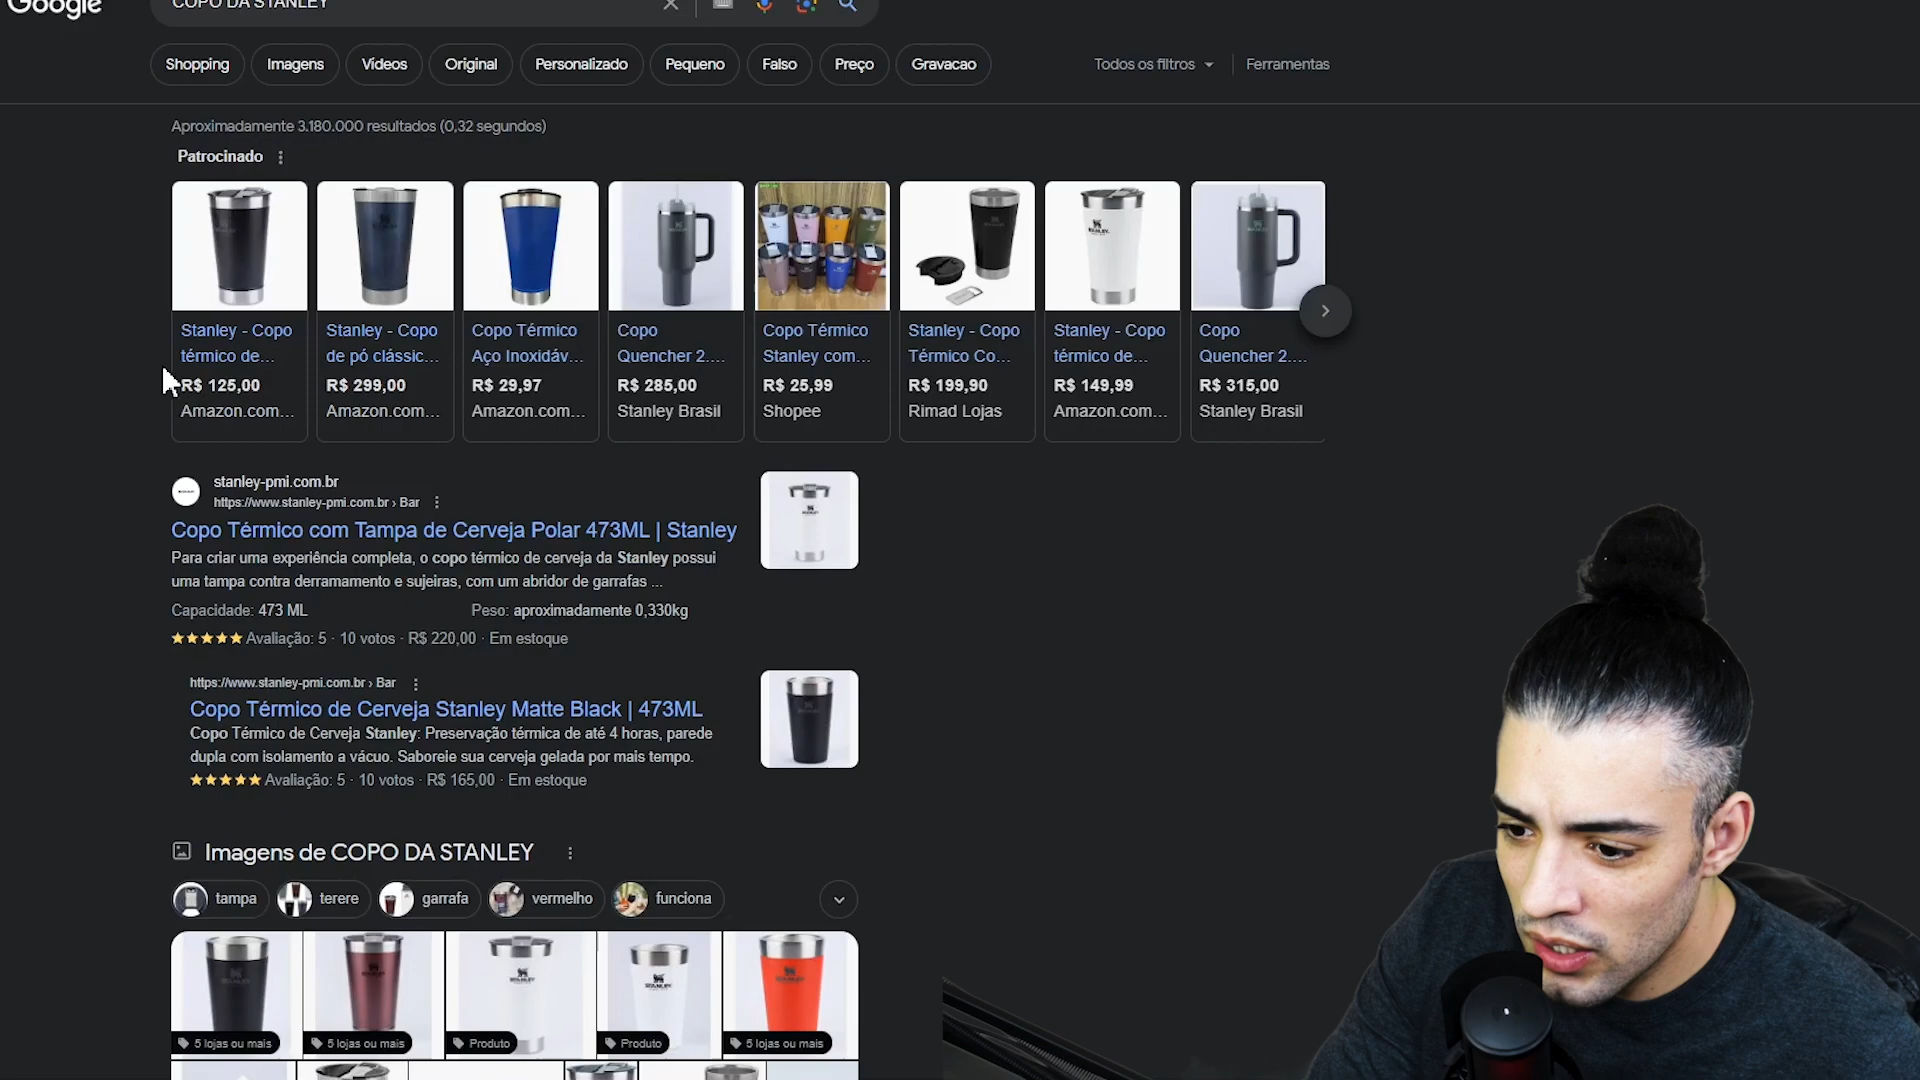 Google
COPO DA STANLEY
Shopping
Imagens
Vídeos
Original
Personalizado
Pequeno
Falso
Preço
Gravacao
Todos os filtros
Ferramentas
Aproximadamente 3.180.000 resultados (0,32 segundos)
Patrocinado
Stanley - Copo
térmico de...
R$ 125,00
Amazon.com...
Stanley - Copo
de pó clássic...
R$ 299,00
Amazon.com...
Copo Térmico
Aço Inoxidáv...
R$ 29,97
Amazon.com...
Copo
Quencher 2....
R$ 285,00
Stanley Brasil
Copo Térmico
Stanley com...
R$ 25,99
Shopee
Stanley - Copo
Térmico Co...
R$ 199,90
Rimad Lojas
Stanley - Copo
térmico de...
R$ 149,99
Amazon.com...
Copo
Quencher 2....
R$ 315,00
Stanley Brasil
stanley-pmi.com.br
https://www.stanley-pmi.com.br › Bar
Copo Térmico com Tampa de Cerveja Polar 473ML | Stanley
Para criar uma experiência completa, o copo térmico de cerveja da Stanley possui
uma tampa contra derramamento e sujeiras, com um abridor de garrafas ...
Capacidade: 473 ML
Peso: aproximadamente 0,330kg
★★★★★ Avaliação: 5 · 10 votos · R$ 220,00 · Em estoque
https://www.stanley-pmi.com.br › Bar
Copo Térmico de Cerveja Stanley Matte Black | 473ML
Copo Térmico de Cerveja Stanley: Preservação térmica de até 4 horas, parede
dupla com isolamento a vácuo. Saboreie sua cerveja gelada por mais tempo.
★★★★★ Avaliação: 5 · 10 votos · R$ 165,00 · Em estoque
Imagens de COPO DA STANLEY
tampa
terere
garrafa
vermelho
funciona
STANLEY
STANLEY
STANLEY
STANLEY
STANLEY
5 lojas ou mais
5 lojas ou mais
Produto
Produto
5 lojas ou mais